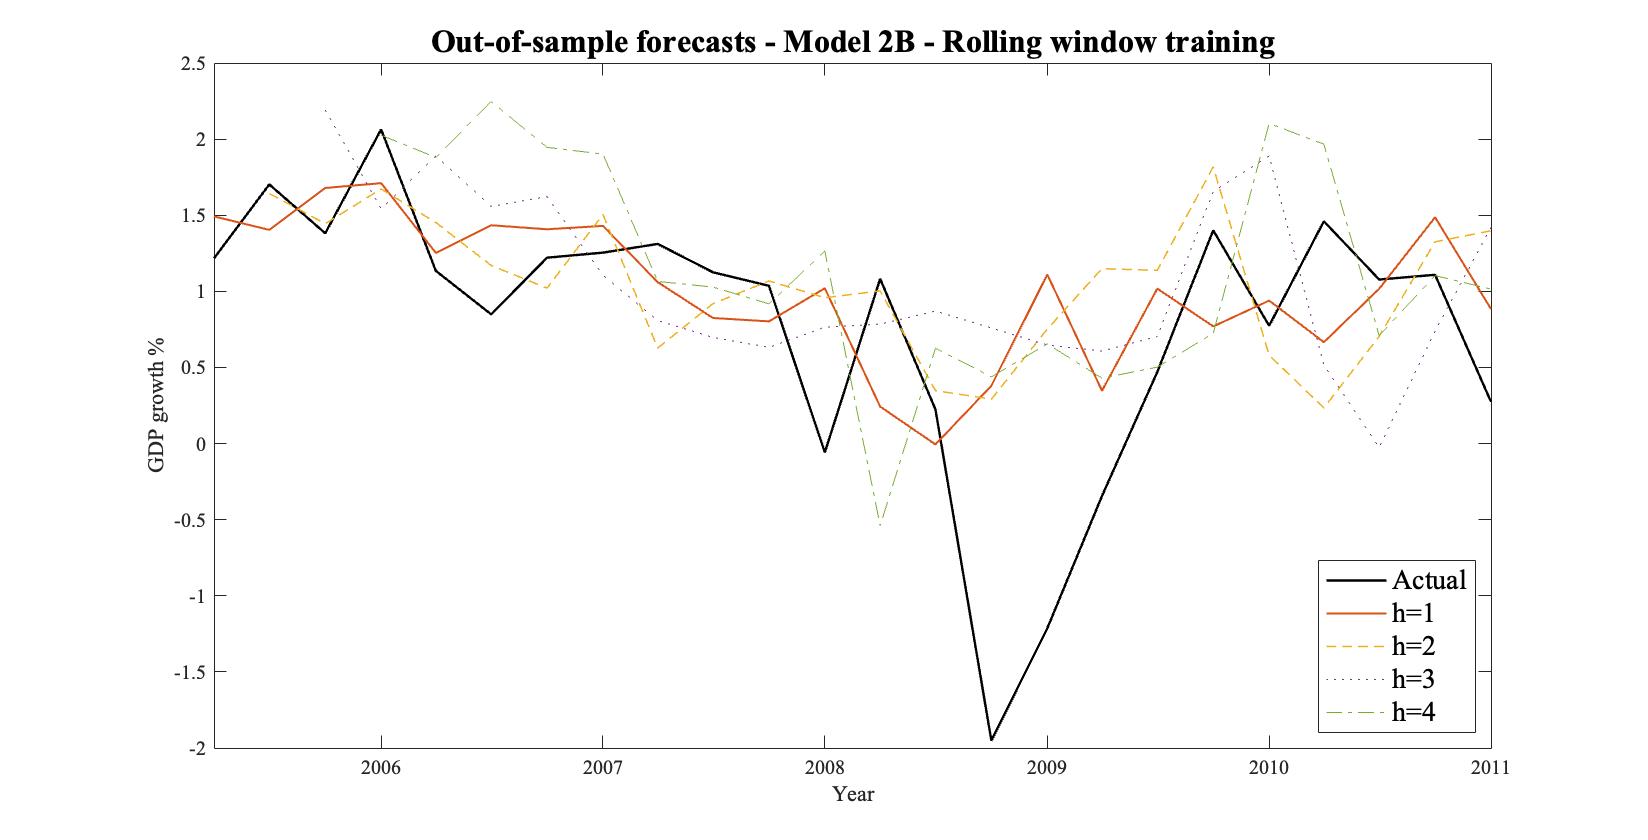 Out-of-sample forecasts - Model 2B - Rolling window training
2.5
2
1.5
1
0.5
0
-0.5
-1
-1.5
-2
GDP growth %
2006
2007
2008
2009
2010
2011
Year
Actual
h=1
h=2
h=3
h=4